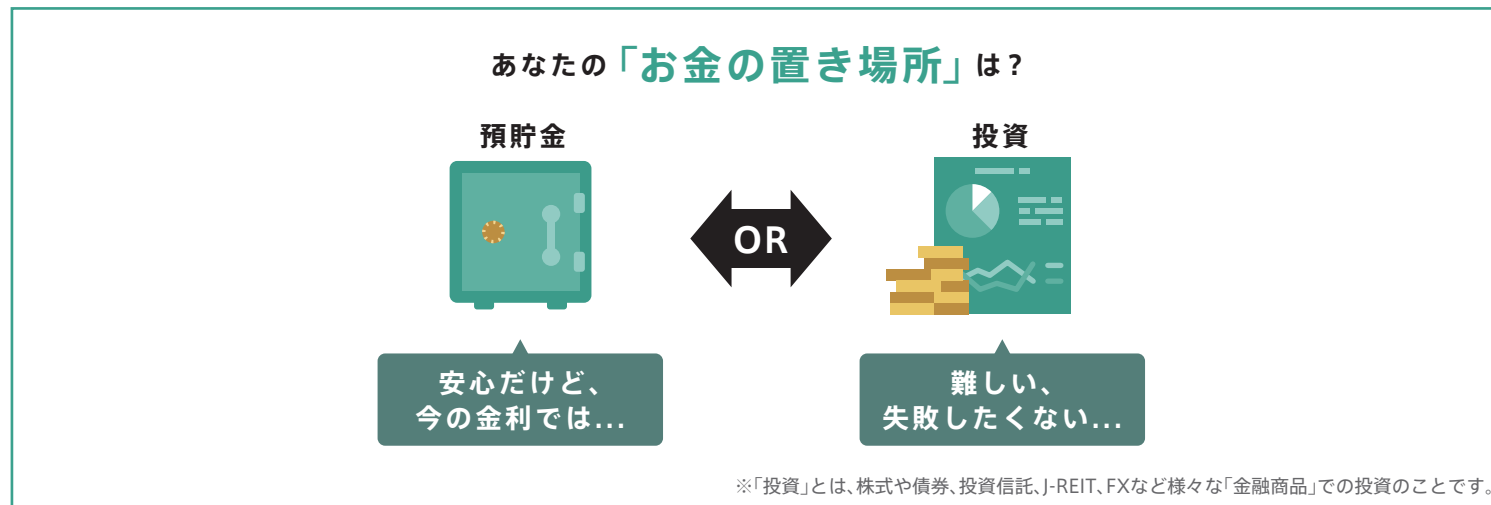 あなたの「お金の置き場所」は？
預貯金
投資
OR
安心だけど、
今の金利では...
難しい、
失敗したくない...
※「投資」とは、株式や債券、投資信託、J-REIT、FXなど様々な「金融商品」での投資のことです。